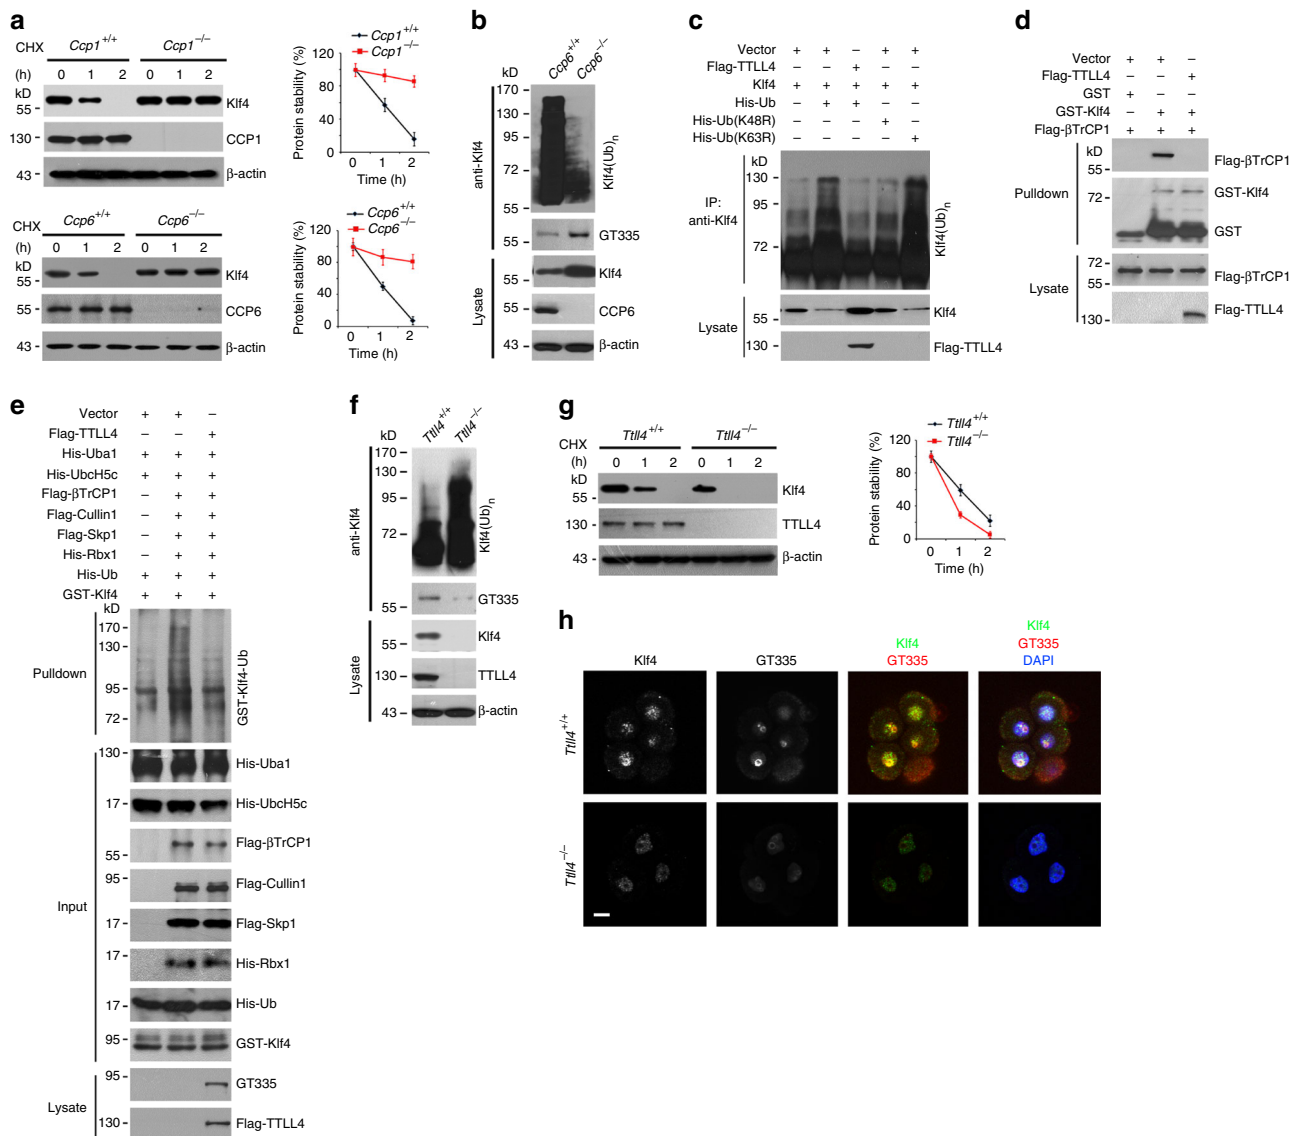 a
CHX Ccp1+/+ Ccp1−/−
(h) 0 1 2 0 1 2
kD
55 Klf4
130 CCP1
43 β-actin
Protein stability (%)
Ccp1+/+
Ccp1−/−
120
80
40
0
0 1 2
Time (h)
CHX Ccp6+/+ Ccp6−/−
(h) 0 1 2 0 1 2
kD
55 Klf4
55 CCP6
43 β-actin
Protein stability (%)
Ccp6+/+
Ccp6−/−
120
80
40
0
0 1 2
Time (h)
b
kD Ccp6+/+ Ccp6−/−
anti-Klf4
170
130
95
72
55
Klf4(Ub)n
55 GT335
Lysate
55 Klf4
55 CCP6
43 β-actin
c
Vector + + − + +
Flag-TTLL4 − − + − −
Klf4 + + + + +
His-Ub − + + − −
His-Ub(K48R) − − − + −
His-Ub(K63R) − − − − +
kD
IP:
anti-Klf4
130
95
72
Klf4(Ub)n
Lysate
55 Klf4
130 Flag-TTLL4
d
Vector + + −
Flag-TTLL4 − − +
GST + − −
GST-Klf4 − + +
Flag-βTrCP1 + + +
kD
Pulldown
55 Flag-βTrCP1
72 GST-Klf4
GST
Lysate
72
55 Flag-βTrCP1
130 Flag-TTLL4
e
Vector + + −
Flag-TTLL4 − − +
His-Uba1 + + +
His-UbcH5c + + +
Flag-βTrCP1 − + +
Flag-Cullin1 − + +
Flag-Skp1 − + +
His-Rbx1 − + +
His-Ub + + +
GST-Klf4 + + +
kD
Pulldown
170
130
95
72
GST-Klf4-Ub
Input
130 His-Uba1
17 His-UbcH5c
55 Flag-βTrCP1
95 Flag-Cullin1
17 Flag-Skp1
17 His-Rbx1
17 His-Ub
95 GST-Klf4
Lysate
95 GT335
130 Flag-TTLL4
f
kD Ttll4+/+ Ttll4−/−
anti-Klf4
170
130
95
72
Klf4(Ub)n
55 GT335
Lysate
55 Klf4
130 TTLL4
43 β-actin
g
CHX Ttll4+/+ Ttll4−/−
(h) 0 1 2 0 1 2
kD
55 Klf4
130 TTLL4
43 β-actin
Protein stability (%)
Ttll4+/+
Ttll4−/−
120
80
40
0
0 1 2
Time (h)
h
Klf4 GT335 Klf4 GT335 Klf4 GT335 DAPI
Ttll4+/+
Ttll4−/−